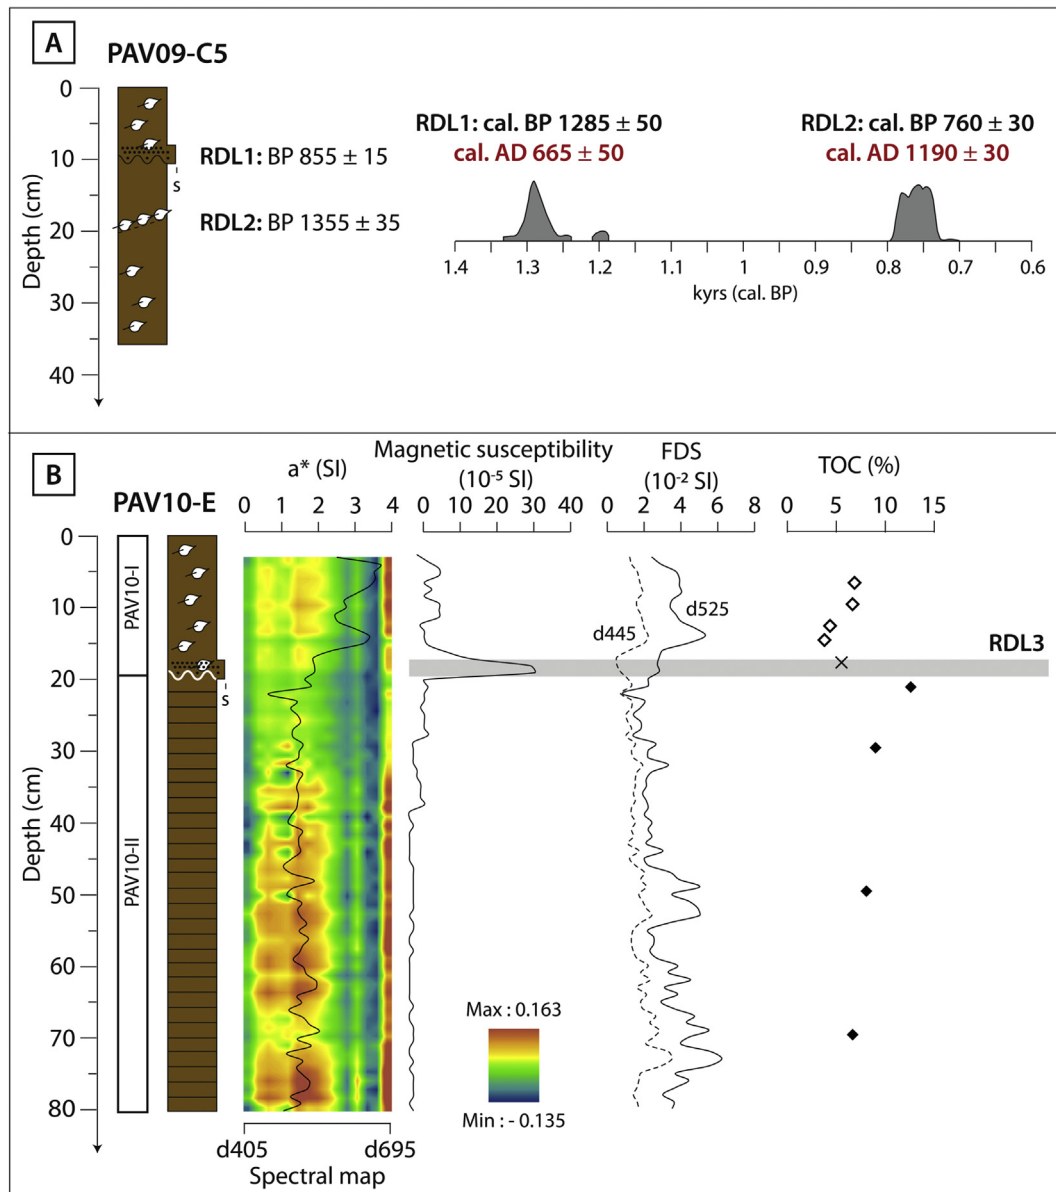 A
PAV09-C5
0
10
20
30
40
Depth (cm)
S
RDL1: BP 855 ± 15
RDL2: BP 1355 ± 35
RDL1: cal. BP 1285 ± 50
cal. AD 665 ± 50
RDL2: cal. BP 760 ± 30
cal. AD 1190 ± 30
1.4 1.3 1.2 1.1 1 0.9 0.8 0.7 0.6
kyrs (cal. BP)
B
PAV10-E
a* (SI)
0 1 2 3 4
Magnetic susceptibility
(10-5 SI)
0 10 20 30 40
FDS
(10-2 SI)
0 2 4 6 8
TOC (%)
0 5 10 15
0
10
20
30
40
50
60
70
80
Depth (cm)
PAV10-I
PAV10-II
S
d445
d525
RDL3
Max : 0.163
Min : - 0.135
d405 d695
Spectral map